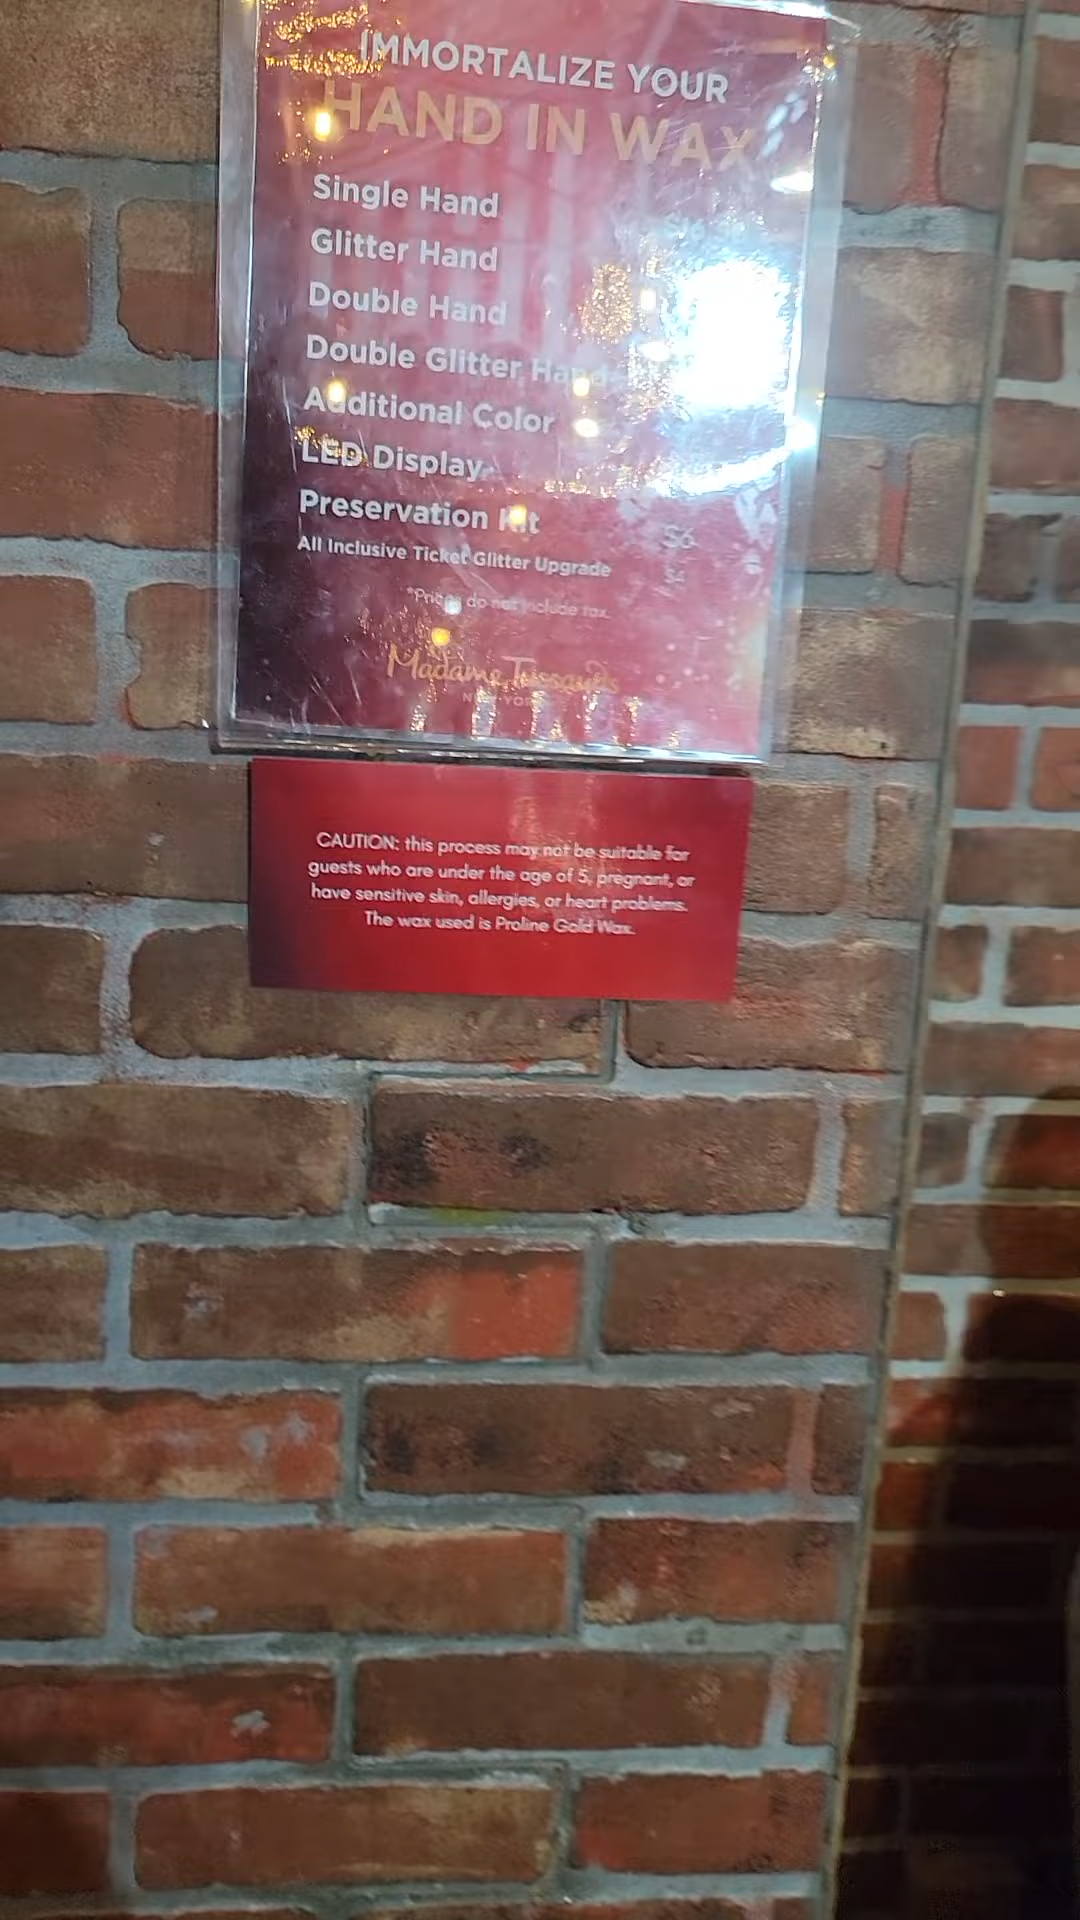 IMMORTALIZE YOUR
HAND IN WAX
Single Hand
Glitter Hand
Double Hand
Double Glitter Hand
Additional Color
LED Display
Preservation Kit $6
All Inclusive Ticket Glitter Upgrade $4
*Prices do not include tax.
Madame Tussauds
NEW YORK
CAUTION: this process may not be suitable for
guests who are under the age of 5, pregnant, or
have sensitive skin, allergies, or heart problems.
The wax used is Proline Gold Wax.